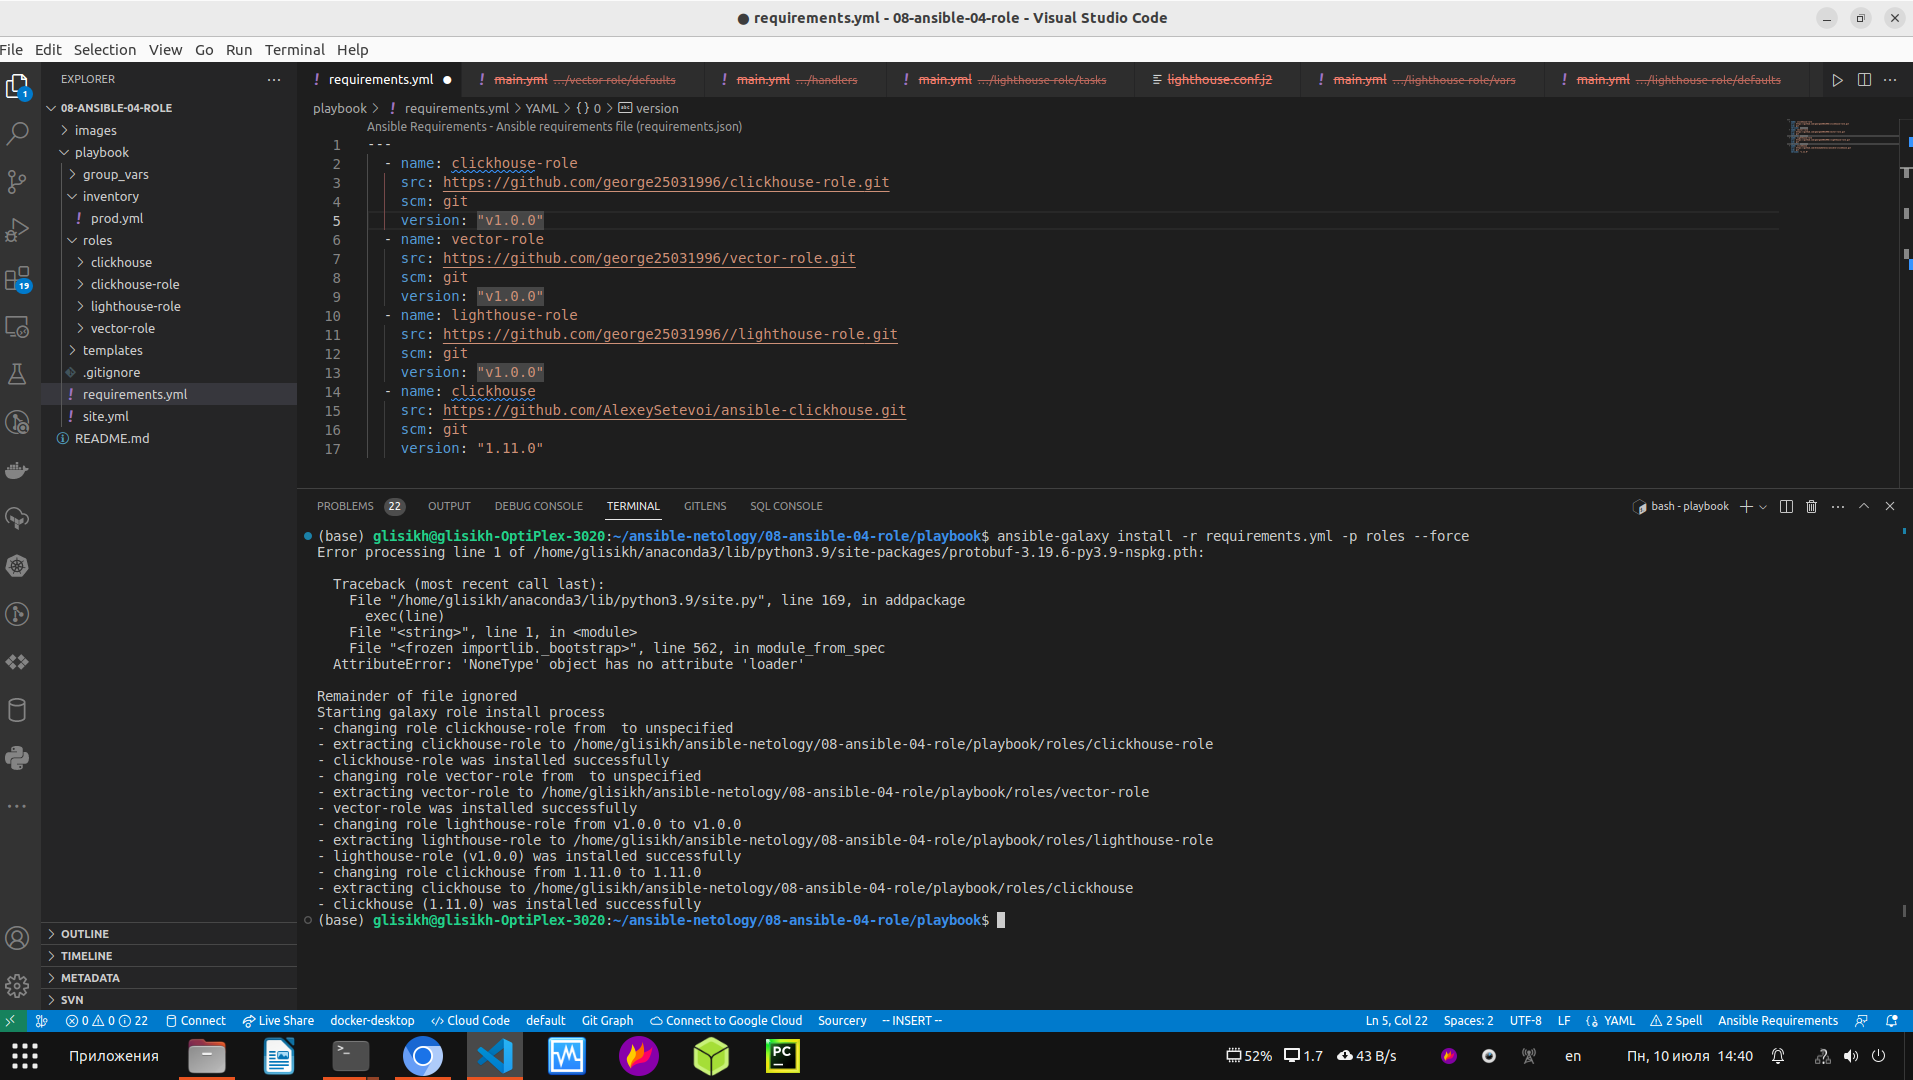 ● requirements.yml - 08-ansible-04-role - Visual Studio Code
File Edit Selection View Go Run Terminal Help
EXPLORER
requirements.yml ●
main.yml .../vector-role/defaults
main.yml .../handlers
main.yml .../lighthouse-role/tasks
lighthouse.conf.j2
main.yml .../lighthouse-role/vars
main.yml .../lighthouse-role/defaults
playbook > ! requirements.yml > YAML > { } 0 > version
08-ANSIBLE-04-ROLE
images
playbook
group_vars
inventory
! prod.yml
roles
clickhouse
clickhouse-role
lighthouse-role
vector-role
templates
.gitignore
! requirements.yml
! site.yml
README.md
OUTLINE
TIMELINE
METADATA
SVN
1
19
Ansible Requirements - Ansible requirements file (requirements.json)
1 ---
2 - name: clickhouse-role
3 src: https://github.com/george25031996/clickhouse-role.git
4 scm: git
5 version: "v1.0.0"
6 - name: vector-role
7 src: https://github.com/george25031996/vector-role.git
8 scm: git
9 version: "v1.0.0"
10 - name: lighthouse-role
11 src: https://github.com/george25031996//lighthouse-role.git
12 scm: git
13 version: "v1.0.0"
14 - name: clickhouse
15 src: https://github.com/AlexeySetevoi/ansible-clickhouse.git
16 scm: git
17 version: "1.11.0"
PROBLEMS 22 OUTPUT DEBUG CONSOLE TERMINAL GITLENS SQL CONSOLE
bash - playbook
(base) glisikh@glisikh-OptiPlex-3020:~/ansible-netology/08-ansible-04-role/playbook$ ansible-galaxy install -r requirements.yml -p roles --force
Error processing line 1 of /home/glisikh/anaconda3/lib/python3.9/site-packages/protobuf-3.19.6-py3.9-nspkg.pth:
Traceback (most recent call last):
File "/home/glisikh/anaconda3/lib/python3.9/site.py", line 169, in addpackage
exec(line)
File "<string>", line 1, in <module>
File "<frozen importlib._bootstrap>", line 562, in module_from_spec
AttributeError: 'NoneType' object has no attribute 'loader'
Remainder of file ignored
Starting galaxy role install process
- changing role clickhouse-role from  to unspecified
- extracting clickhouse-role to /home/glisikh/ansible-netology/08-ansible-04-role/playbook/roles/clickhouse-role
- clickhouse-role was installed successfully
- changing role vector-role from  to unspecified
- extracting vector-role to /home/glisikh/ansible-netology/08-ansible-04-role/playbook/roles/vector-role
- vector-role was installed successfully
- changing role lighthouse-role from v1.0.0 to v1.0.0
- extracting lighthouse-role to /home/glisikh/ansible-netology/08-ansible-04-role/playbook/roles/lighthouse-role
- lighthouse-role (v1.0.0) was installed successfully
- changing role clickhouse from 1.11.0 to 1.11.0
- extracting clickhouse to /home/glisikh/ansible-netology/08-ansible-04-role/playbook/roles/clickhouse
- clickhouse (1.11.0) was installed successfully
(base) glisikh@glisikh-OptiPlex-3020:~/ansible-netology/08-ansible-04-role/playbook$
0 0 22 Connect Live Share docker-desktop Cloud Code default Git Graph Connect to Google Cloud Sourcery -- INSERT --
Ln 5, Col 22 Spaces: 2 UTF-8 LF YAML 2 Spell Ansible Requirements
Приложения PC 52% 1.7 43 B/s en Пн, 10 июля 14:40